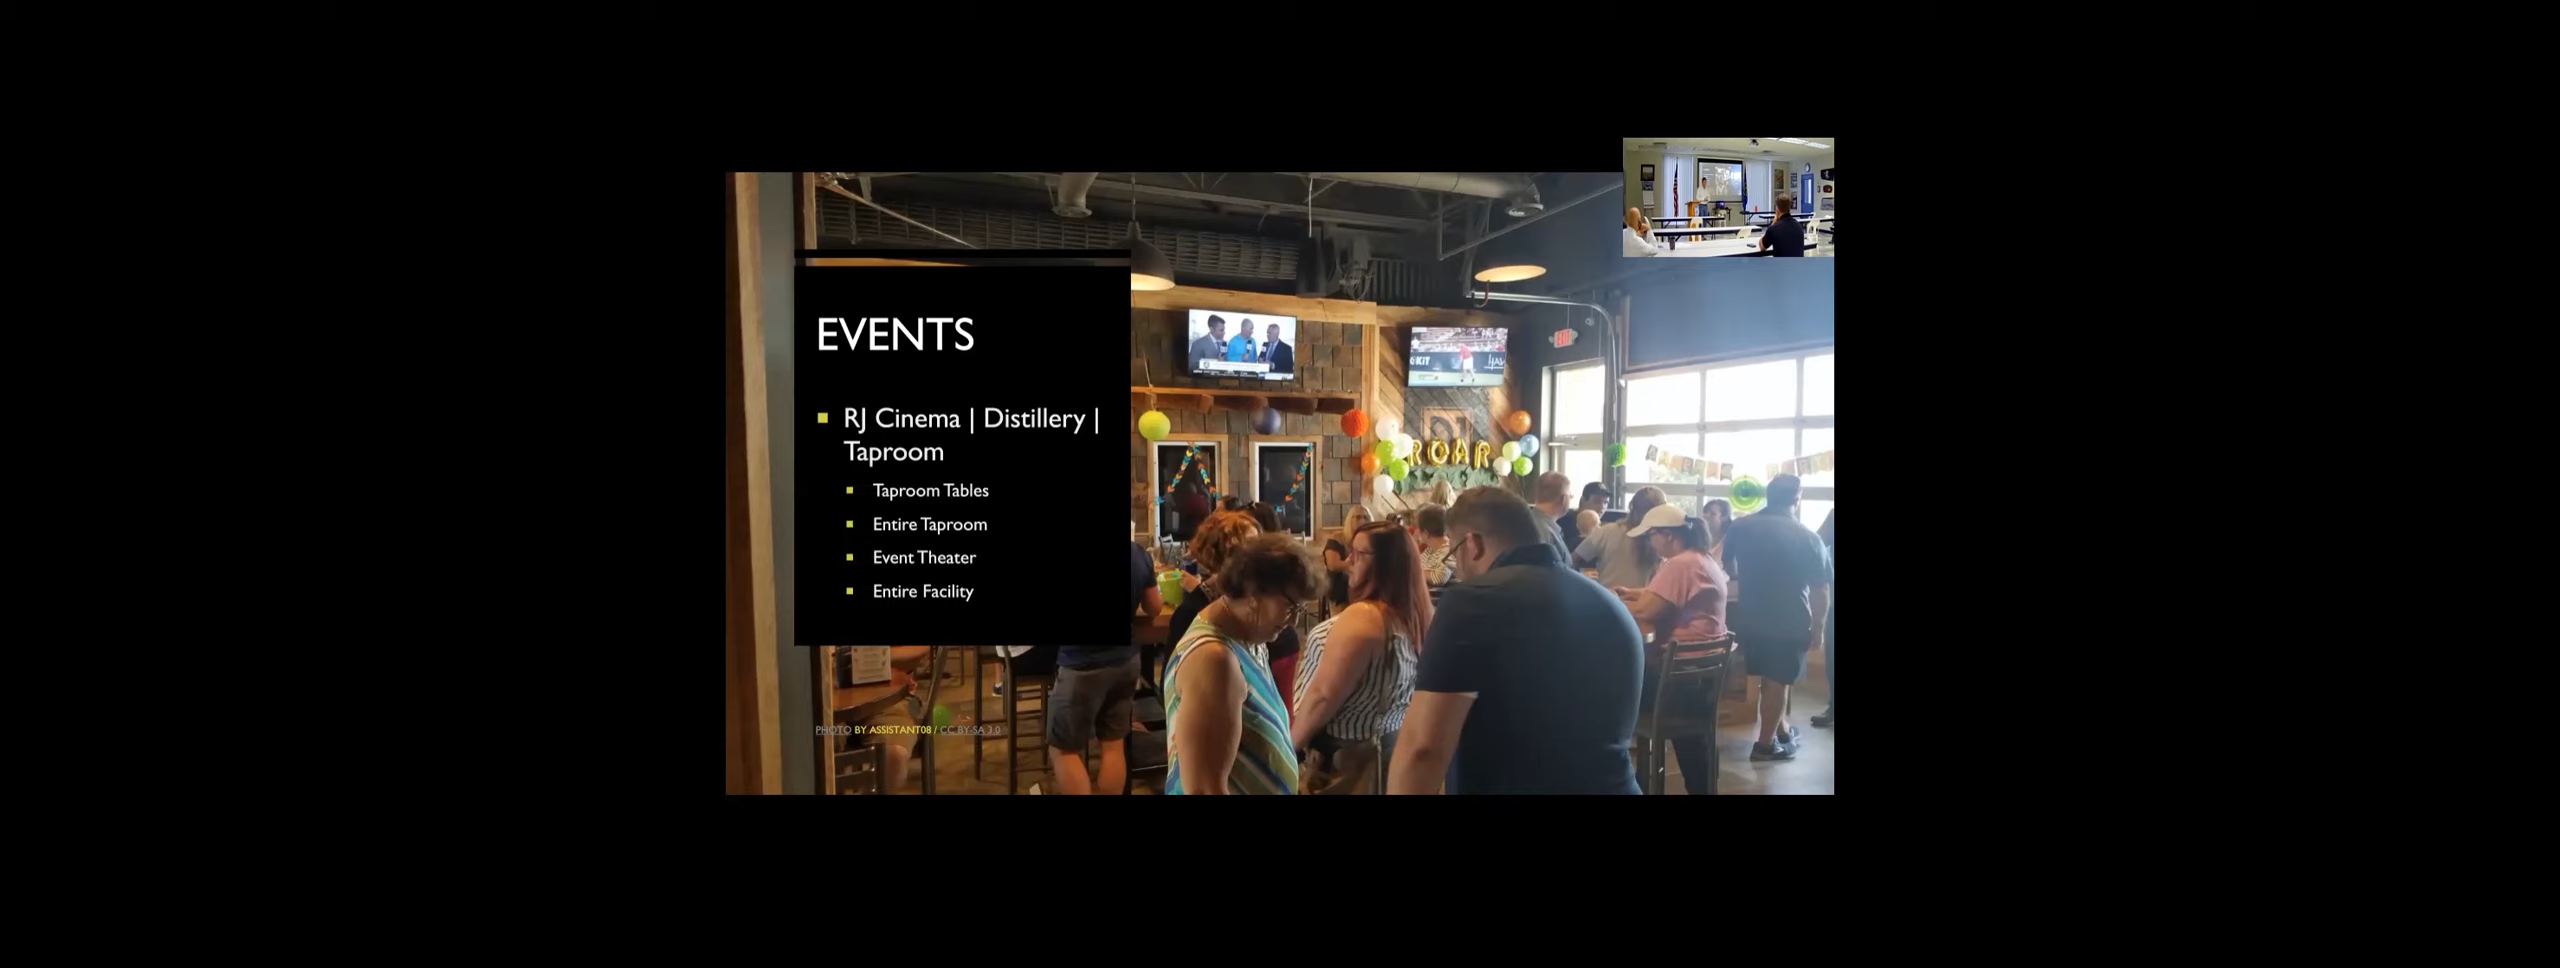 EVENTS
RJ Cinema | Distillery |
Taproom
Taproom Tables
Entire Taproom
Event Theater
Entire Facility
PHOTO BY ASSISTANT08 / CC BY-SA 3.0
EXIT
ROAR